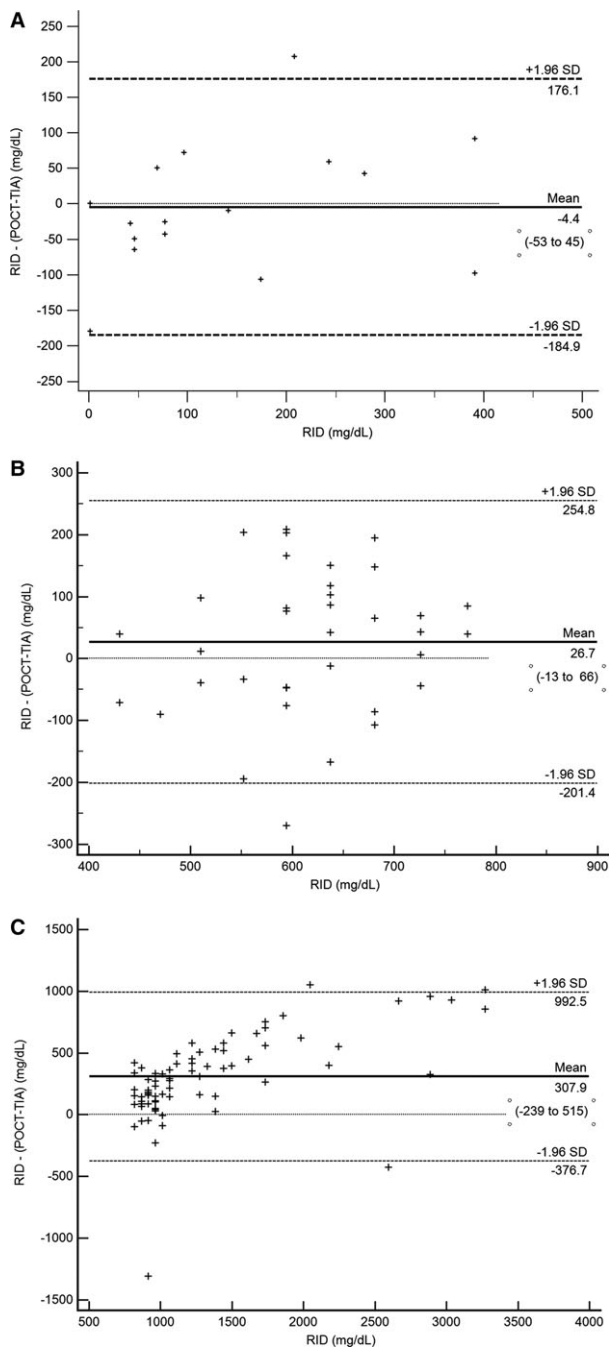 A
250
200
150
100
50
0
-50
-100
-150
-200
-250
RID - (POCT-TIA) (mg/dL)
+1.96 SD
176.1
Mean
-4.4
(-53 to 45)
-1.96 SD
-184.9
0 100 200 300 400 500
RID (mg/dL)
B
300
200
100
0
-100
-200
-300
RID - (POCT-TIA) (mg/dL)
+1.96 SD
254.8
Mean
26.7
(-13 to 66)
-1.96 SD
-201.4
400 500 600 700 800 900
RID (mg/dL)
C
1500
1000
500
0
-500
-1000
-1500
RID - (POCT-TIA) (mg/dL)
+1.96 SD
992.5
Mean
307.9
(-239 to 515)
-1.96 SD
-376.7
500 1000 1500 2000 2500 3000 3500 4000
RID (mg/dL)